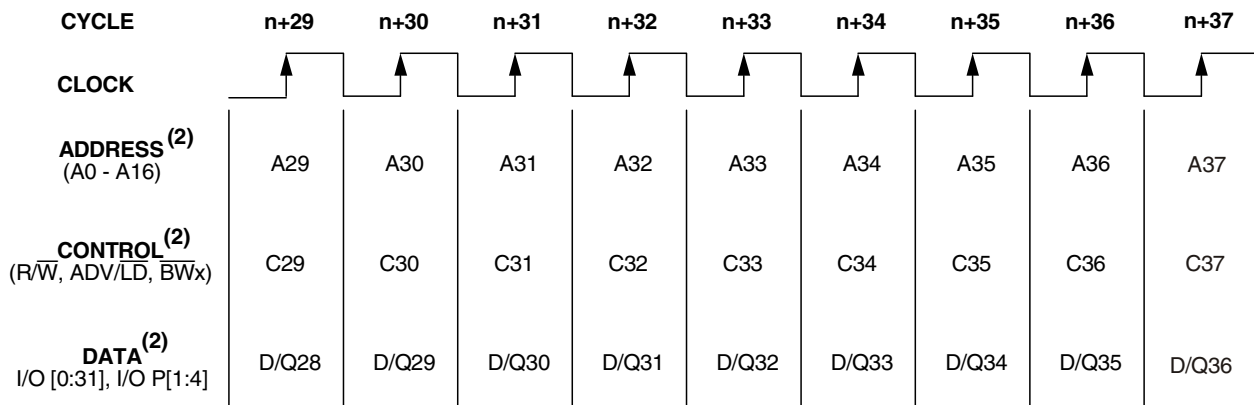 CYCLE n+29 n+30 n+31 n+32 n+33 n+34 n+35 n+36 n+37
CLOCK
ADDRESS(2)
(A0 - A16) A29 A30 A31 A32 A33 A34 A35 A36 A37
CONTROL(2)
(R/W̅, ADV/L̅D̅, B̅W̅x) C29 C30 C31 C32 C33 C34 C35 C36 C37
DATA(2)
I/O [0:31], I/O P[1:4] D/Q28 D/Q29 D/Q30 D/Q31 D/Q32 D/Q33 D/Q34 D/Q35 D/Q36